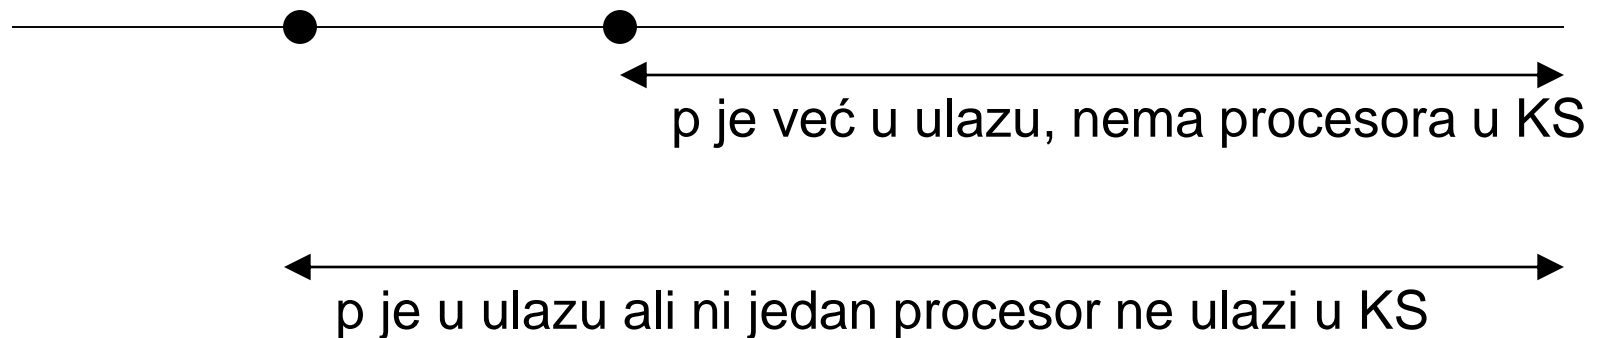 p je već u ulazu, nema procesora u KS
p je u ulazu ali ni jedan procesor ne ulazi u KS